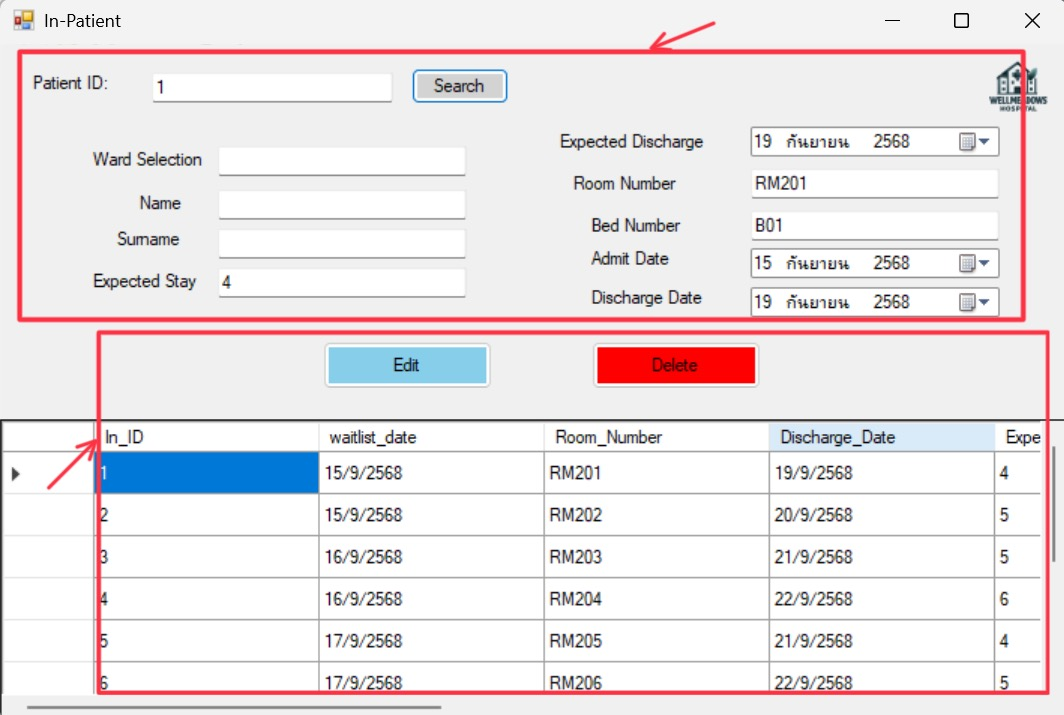 In-Patient
Patient ID: 1 Search
WELLMEADOWS
HOSPITAL
Expected Discharge 19 กันยายน 2568
Ward Selection
Room Number RM201
Name
Bed Number B01
Surname
Admit Date 15 กันยายน 2568
Expected Stay 4
Discharge Date 19 กันยายน 2568
Edit Delete
In_ID waitlist_date Room_Number Discharge_Date Expe
1 15/9/2568 RM201 19/9/2568 4
2 15/9/2568 RM202 20/9/2568 5
3 16/9/2568 RM203 21/9/2568 5
4 16/9/2568 RM204 22/9/2568 6
5 17/9/2568 RM205 21/9/2568 4
6 17/9/2568 RM206 22/9/2568 5